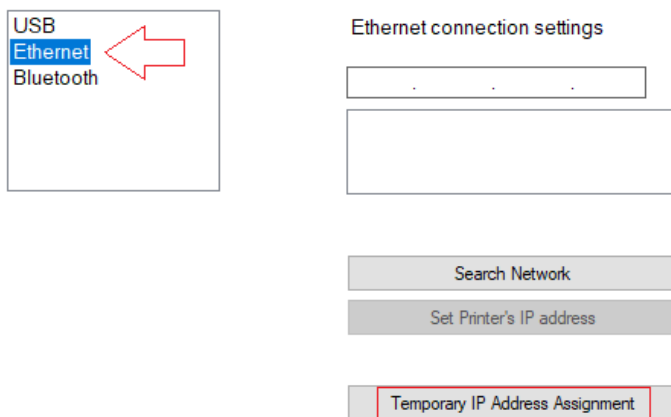 USB
Ethernet
Bluetooth
Ethernet connection settings
. . .
Search Network
Set Printer's IP address
Temporary IP Address Assignment